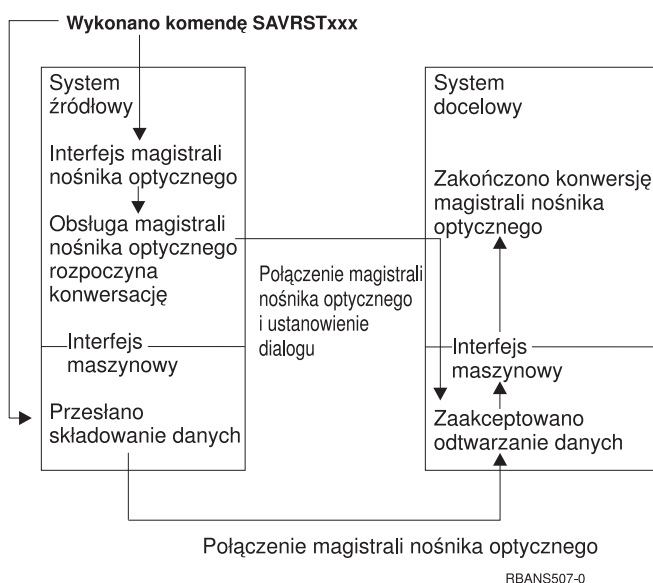 Wykonano komendę SAVRSTxxx
System
źródłowy
Interfejs magistrali
nośnika optycznego
Obsługa magistrali
nośnika optycznego
rozpoczyna
konwersację
Interfejs
maszynowy
Przesłano
składowanie danych
Połączenie magistrali
nośnika optycznego
i ustanowienie
dialogu
System
docelowy
Zakończono konwersję
magistrali nośnika
optycznego
Interfejs
maszynowy
Zaakceptowano
odtwarzanie danych
Połączenie magistrali nośnika optycznego
RBANS507-0